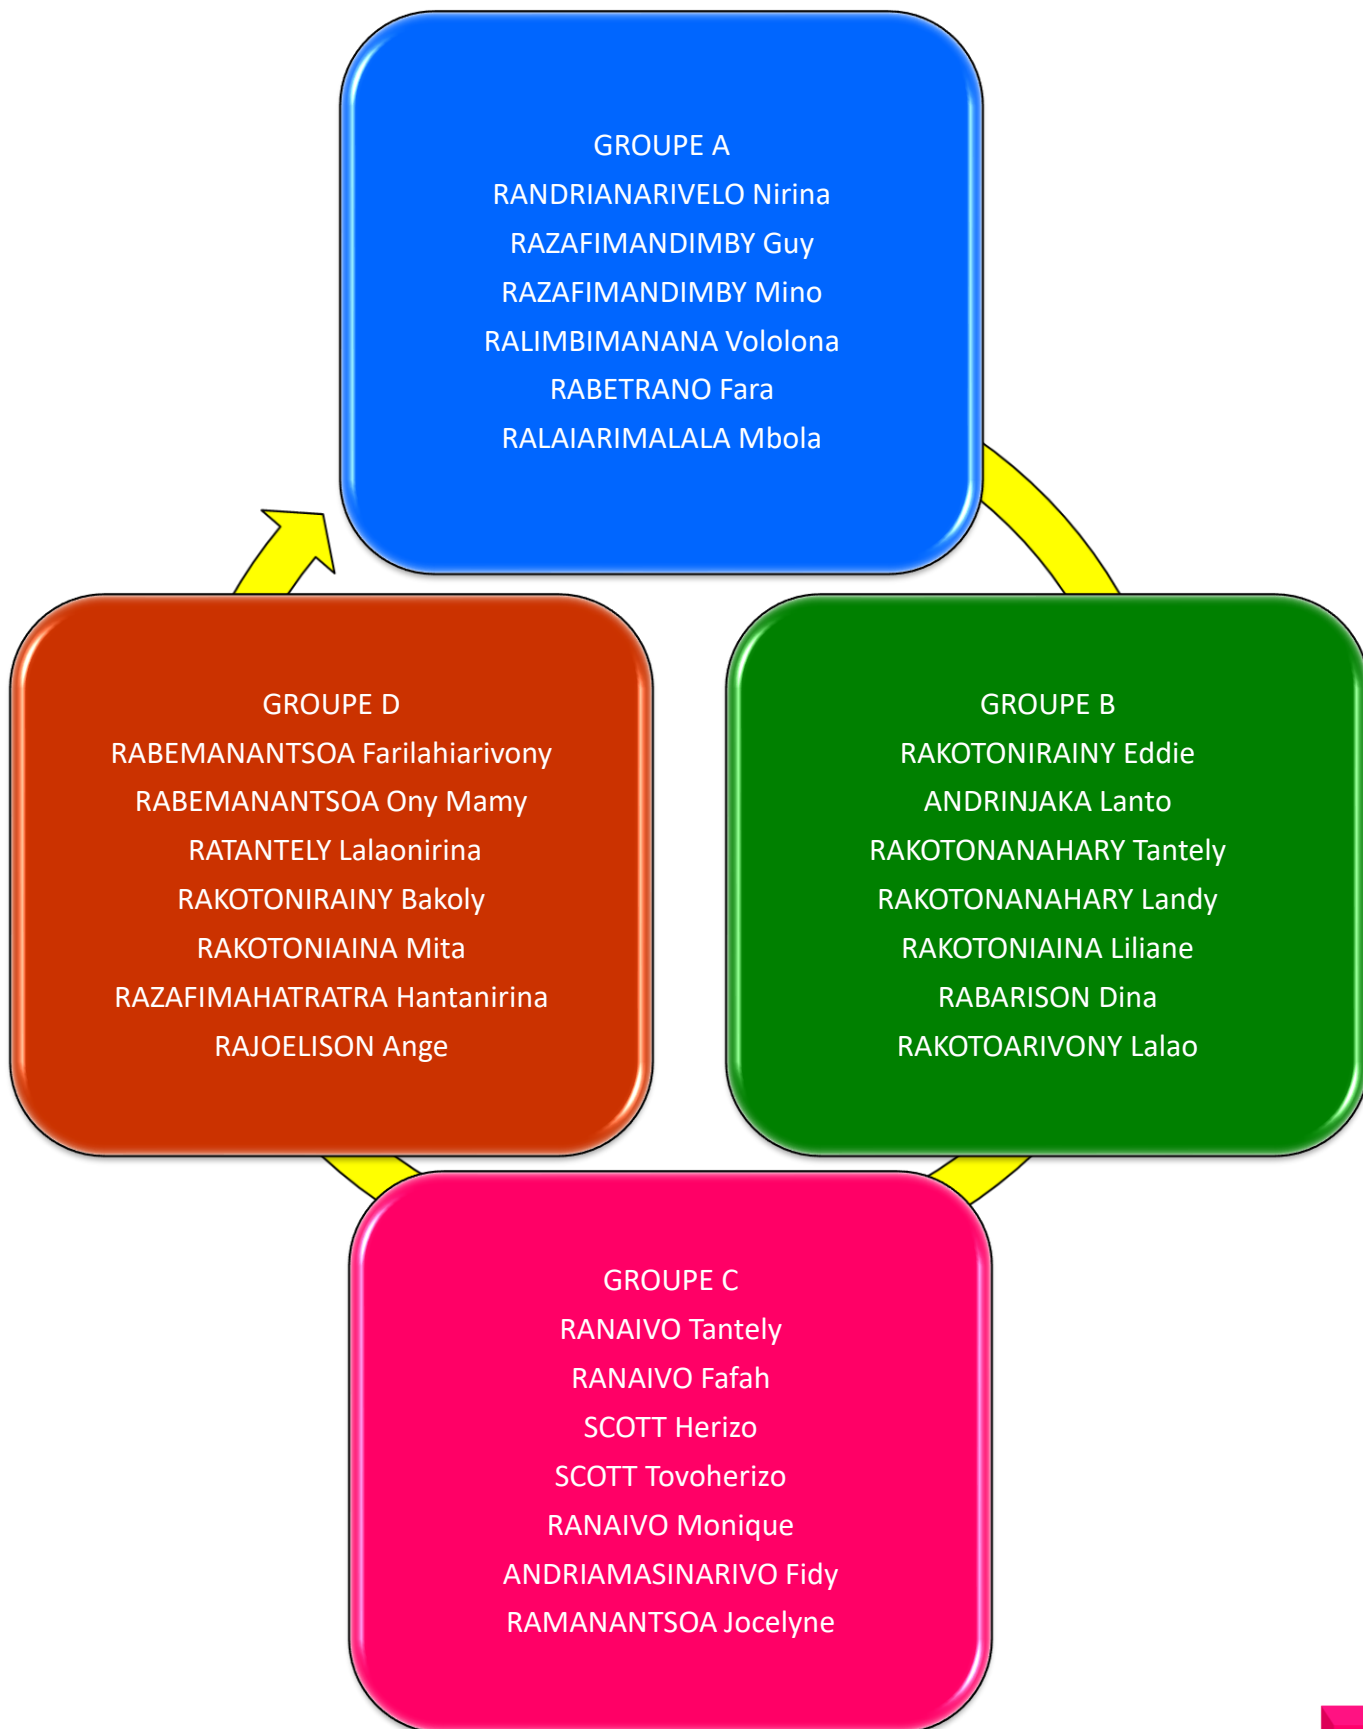 GROUPE A
RANDRIANARIVELO Nirina
RAZAFIMANDIMBY Guy
RAZAFIMANDIMBY Mino
RALIMBIMANANA Vololona
RABETRANO Fara
RALAIARIMALALA Mbola
GROUPE B
RAKOTONIRAINY Eddie
ANDRINJAKA Lanto
RAKOTONANAHARY Tantely
RAKOTONANAHARY Landy
RAKOTONIAINA Liliane
RABARISON Dina
RAKOTOARIVONY Lalao
GROUPE C
RANAIVO Tantely
RANAIVO Fafah
SCOTT Herizo
SCOTT Tovoherizo
RANAIVO Monique
ANDRIAMASINARIVO Fidy
RAMANANTSOA Jocelyne
GROUPE D
RABEMANANTSOA Farilahiarivony
RABEMANANTSOA Ony Mamy
RATANTELY Lalaonirina
RAKOTONIRAINY Bakoly
RAKOTONIAINA Mita
RAZAFIMAHATRATRA Hantanirina
RAJOELISON Ange